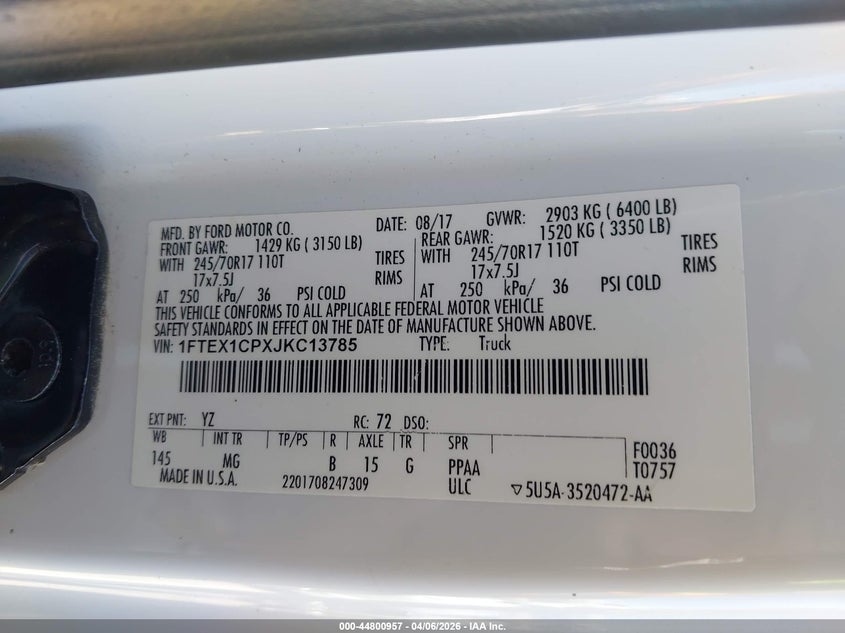 MFD. BY FORD MOTOR CO. DATE: 08/17 GVWR: 2903 KG ( 6400 LB)
FRONT GAWR: 1429 KG ( 3150 LB) REAR GAWR: 1520 KG ( 3350 LB)
WITH 245/70R17 110T TIRES WITH 245/70R17 110T TIRES
17x7.5J RIMS 17x7.5J RIMS
AT 250 kPa/ 36 PSI COLD AT 250 kPa/ 36 PSI COLD
THIS VEHICLE CONFORMS TO ALL APPLICABLE FEDERAL MOTOR VEHICLE
SAFETY STANDARDS IN EFFECT ON THE DATE OF MANUFACTURE SHOWN ABOVE.
VIN: 1FTEX1CPXJKC13785 TYPE: Truck
EXT PNT: YZ RC: 72 DSO:
WB INT TR TP/PS R AXLE TR SPR F0036
145 MG B 15 G PPAA T0757
MADE IN U.S.A. 2201708247309 ULC ▽5U5A-3520472-AA
000-44800957 - 04/06/2026 - IAA Inc.